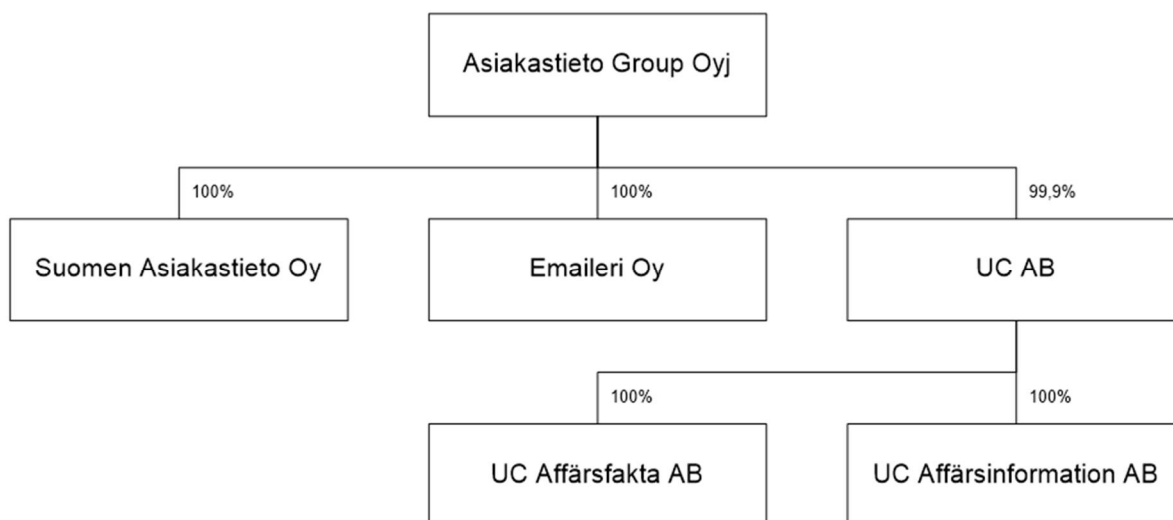 Asiakastieto Group Oyj
100%
100%
99,9%
Suomen Asiakastieto Oy
Emaileri Oy
UC AB
100%
100%
UC Affärsfakta AB
UC Affärsinformation AB